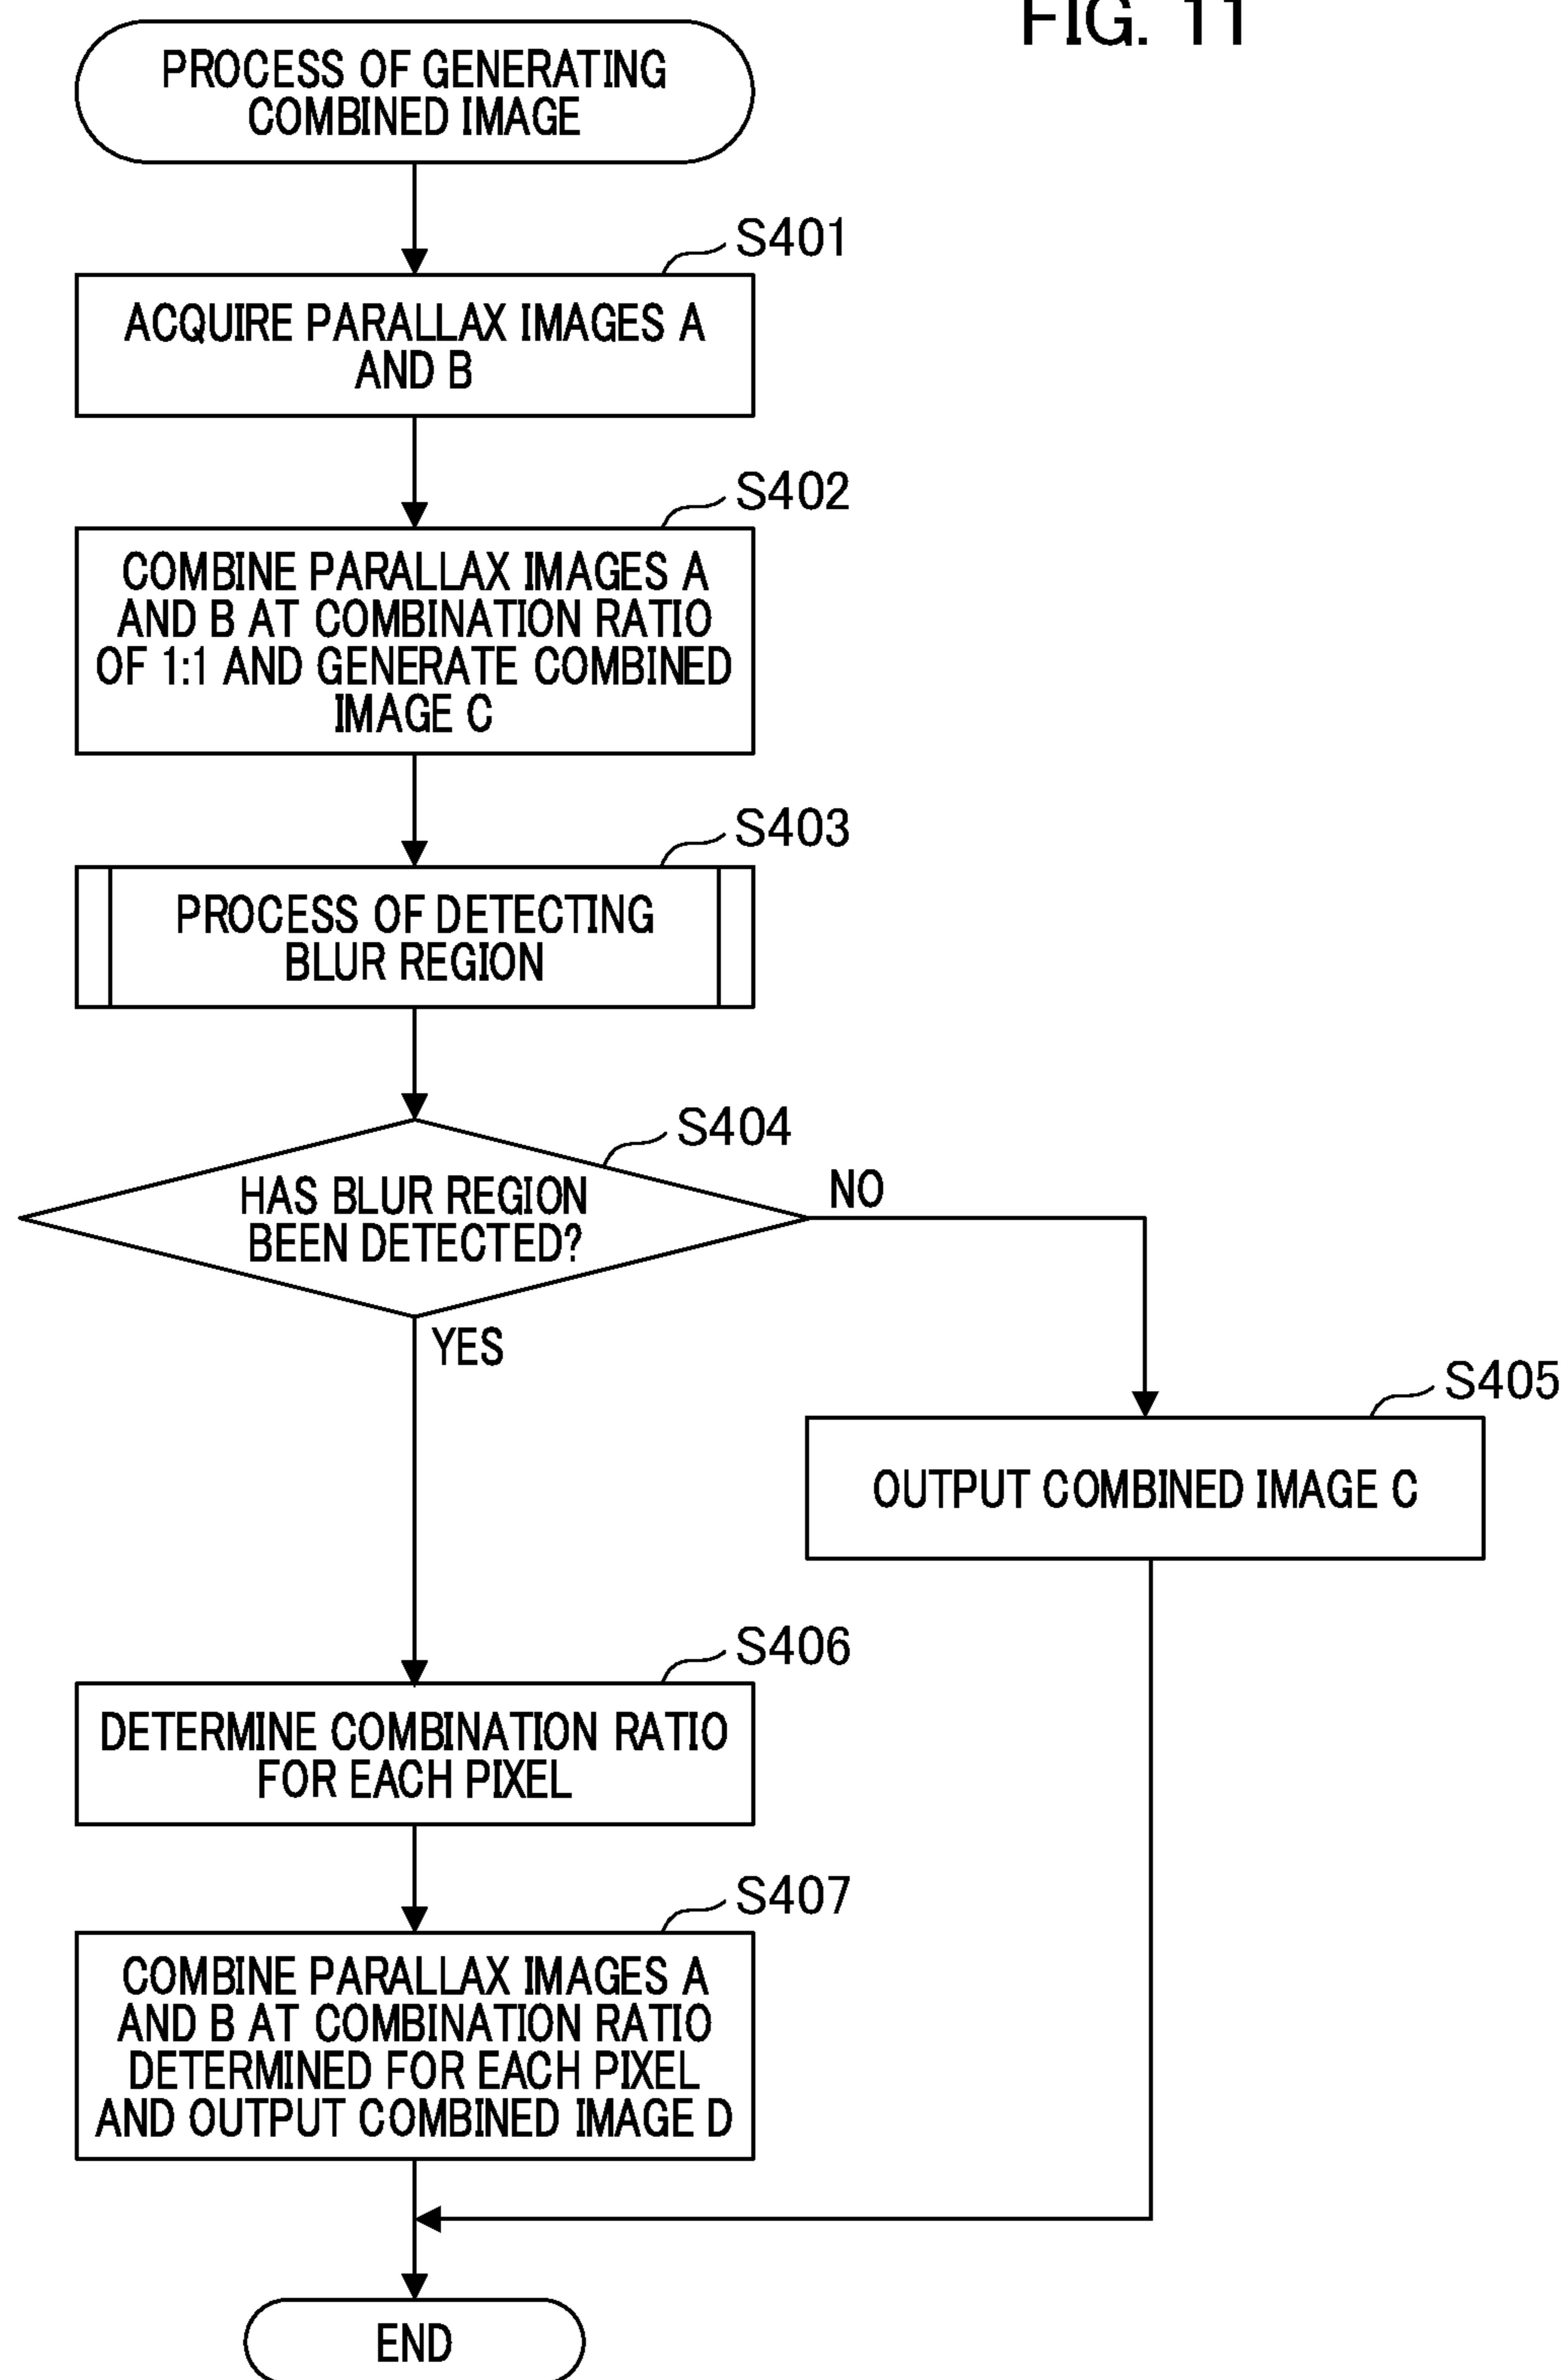 FIG. 11
PROCESS OF GENERATING
COMBINED IMAGE
S401
ACQUIRE PARALLAX IMAGES A
AND B
S402
COMBINE PARALLAX IMAGES A
AND B AT COMBINATION RATIO
OF 1:1 AND GENERATE COMBINED
IMAGE C
S403
PROCESS OF DETECTING
BLUR REGION
S404
HAS BLUR REGION
BEEN DETECTED?
NO
YES
S405
OUTPUT COMBINED IMAGE C
S406
DETERMINE COMBINATION RATIO
FOR EACH PIXEL
S407
COMBINE PARALLAX IMAGES A
AND B AT COMBINATION RATIO
DETERMINED FOR EACH PIXEL
AND OUTPUT COMBINED IMAGE D
END